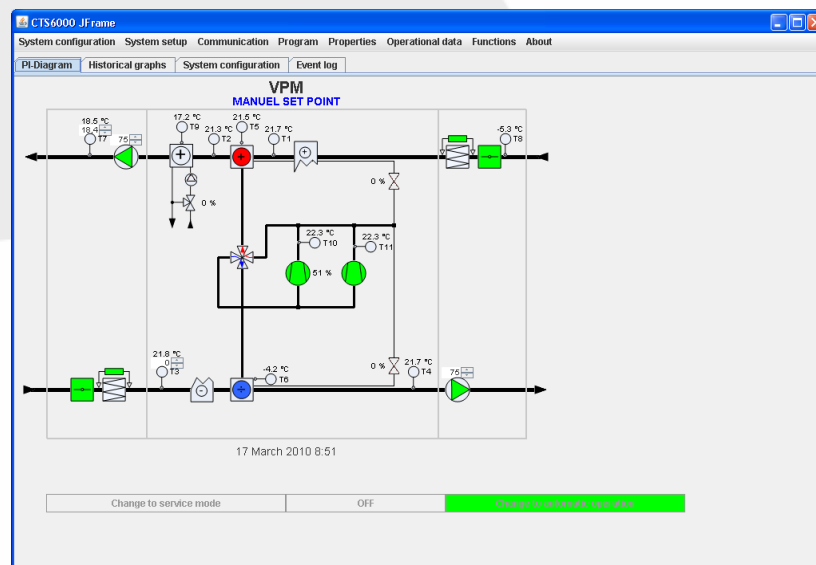 CTS6000 JFrame
System configuration System setup Communication Program Properties Operational data Functions About
PI-Diagram Historical graphs System configuration Event log
VPM
MANUEL SET POINT
18.5 °C
18.4
T7
75
17.2 °C
T9
21.3 °C
T2
21.5 °C
T5
21.7 °C
T1
-5.3 °C
T8
0 %
0 %
22.3 °C
T10
22.3 °C
T11
51 %
21.8 °C
0
T3
-4.2 °C
T6
0 %
21.7 °C
T4
75
17 March 2010 8:51
Change to service mode OFF Change to automatic operation